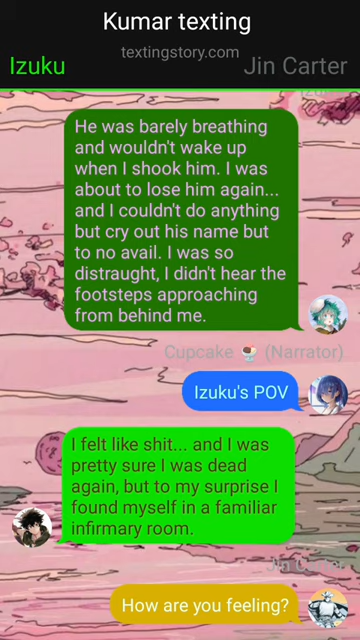 Kumar texting
textingstory.com
Izuku
Jin Carter
He was barely breathing
and wouldn't wake up
when I shook him. I was
about to lose him again...
and I couldn't do anything
but cry out his name but
to no avail. I was so
distraught, I didn't hear the
footsteps approaching
from behind me.
Cupcake 🍨 (Narrator)
Izuku's POV
I felt like shit... and I was
pretty sure I was dead
again, but to my surprise I
found myself in a familiar
infirmary room.
Jin Carter
How are you feeling?